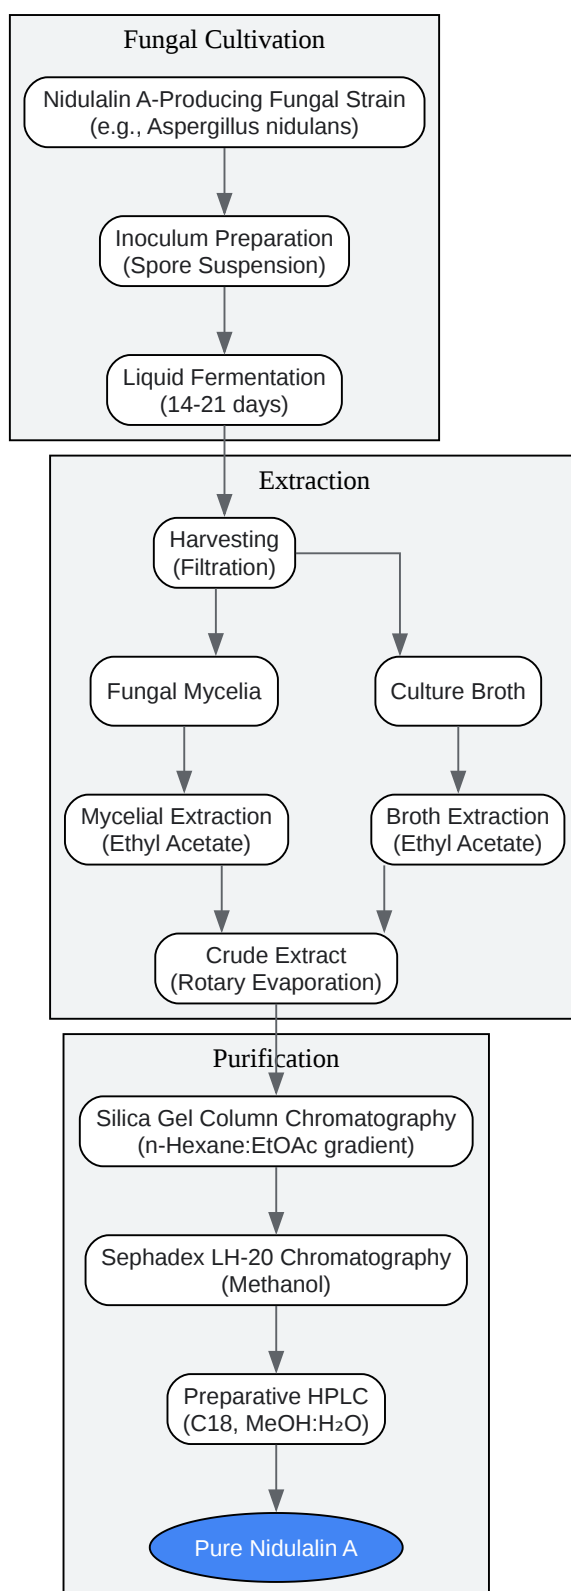 Fungal Cultivation
Nidulalin A-Producing Fungal Strain
(e.g., Aspergillus nidulans)
Inoculum Preparation
(Spore Suspension)
Liquid Fermentation
(14-21 days)
Extraction
Harvesting
(Filtration)
Fungal Mycelia
Culture Broth
Mycelial Extraction
(Ethyl Acetate)
Broth Extraction
(Ethyl Acetate)
Crude Extract
(Rotary Evaporation)
Purification
Silica Gel Column Chromatography
(n-Hexane:EtOAc gradient)
Sephadex LH-20 Chromatography
(Methanol)
Preparative HPLC
(C18, MeOH:H₂O)
Pure Nidulalin A